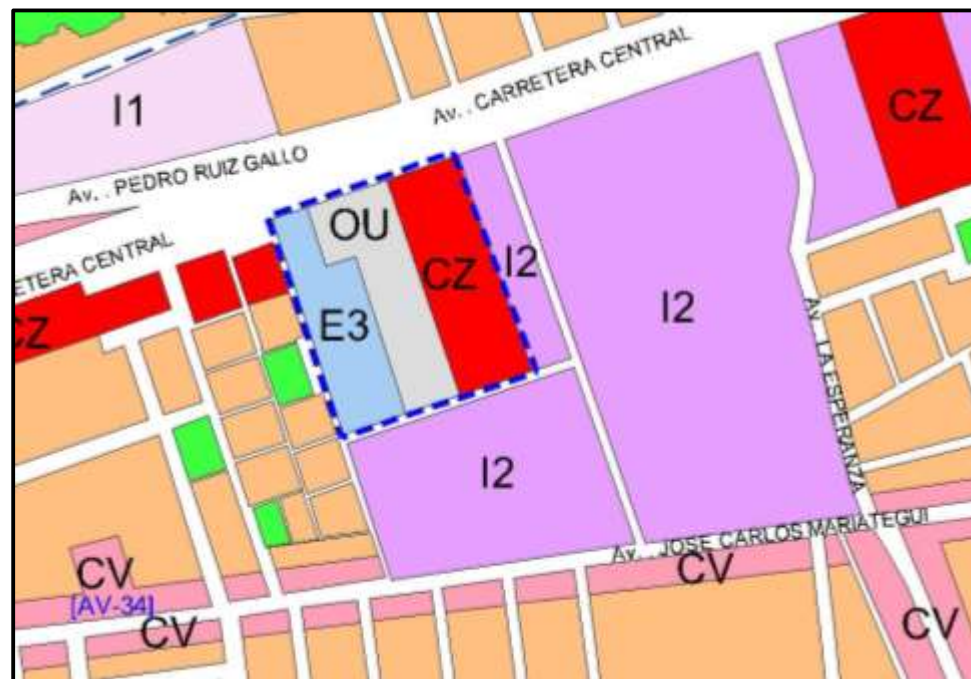 I1
Av. . CARRETERA CENTRAL
CZ
Av. . PEDRO RUIZ GALLO
OU
ETERA CENTRAL
CZ
I2
E3
I2
CZ
Av. . LA ESPERANZA
I2
Av. . JOSE CARLOS MARIATEGUI
CV
[AV-34]
CV
CV
CV